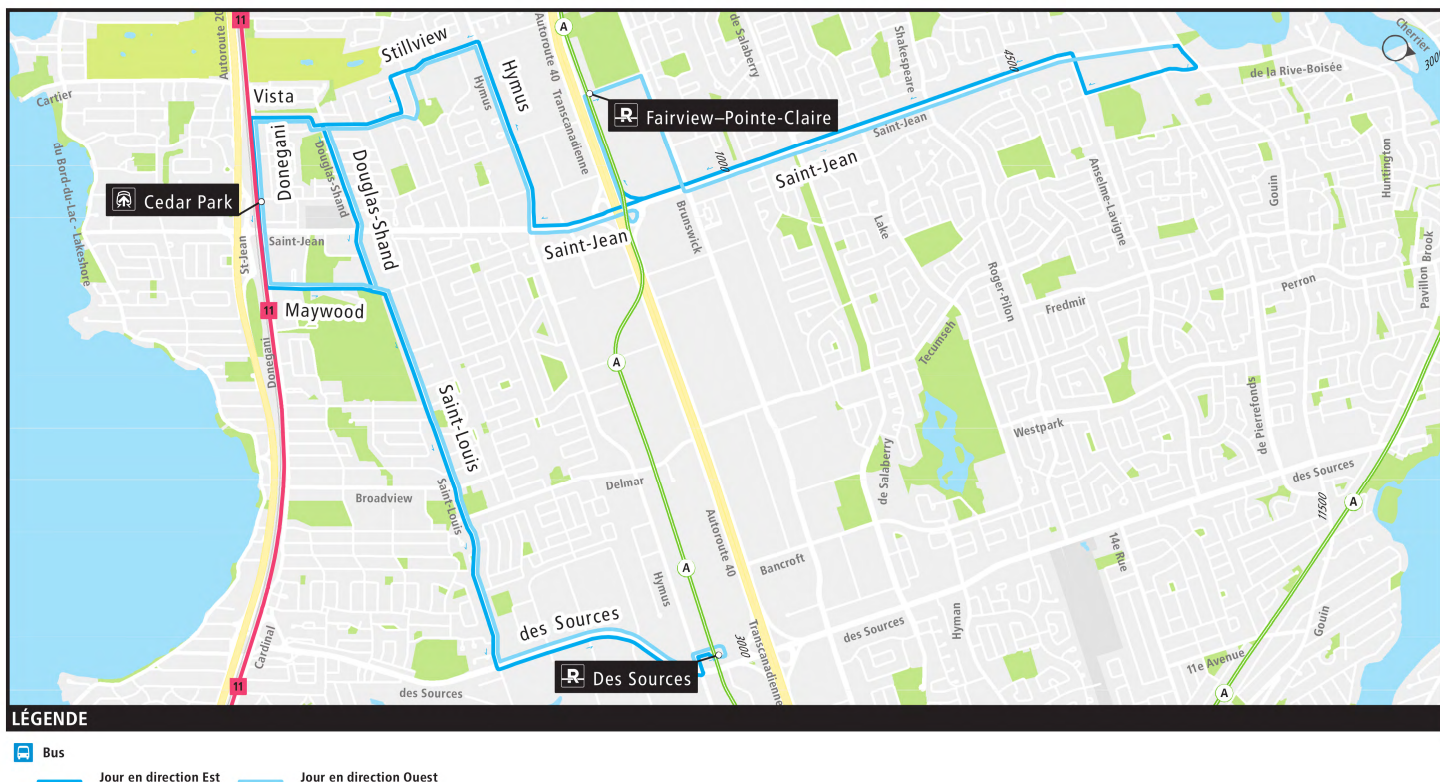 11
Autoroute 20
Stillview
Autoroute 40
A
de Salaberry
Shakespeare
4500
Cherrier
3000
Cartier
Vista
Hymus
Hymus
Transcanadienne
R Fairview–Pointe-Claire
de la Rive-Boisée
du Bord-du-Lac - Lakeshore
Donegani
Douglas-Shand
Douglas-Shand
Saint-Jean
1000
Saint-Jean
Anselme-Lavigne
Gouin
Huntington
Cedar Park
St-Jean
Saint-Jean
Saint-Jean
Brunswick
Lake
Roger-Pilon
Fredmir
Perron
Pavillon Brook
11
Maywood
Donegani
A
Tecumseh
Saint-Louis
Westpark
de Pierrefonds
de Salaberry
des Sources
Broadview
Saint-Louis
Delmar
Autoroute 40
11500
A
A
Hymus
Bancroft
14e Rue
Cardinal
des Sources
3000
Transcanadienne
des Sources
Hyman
Gouin
11e Avenue
R Des Sources
11
des Sources
A
LÉGENDE
Bus
Jour en direction Est
Jour en direction Ouest